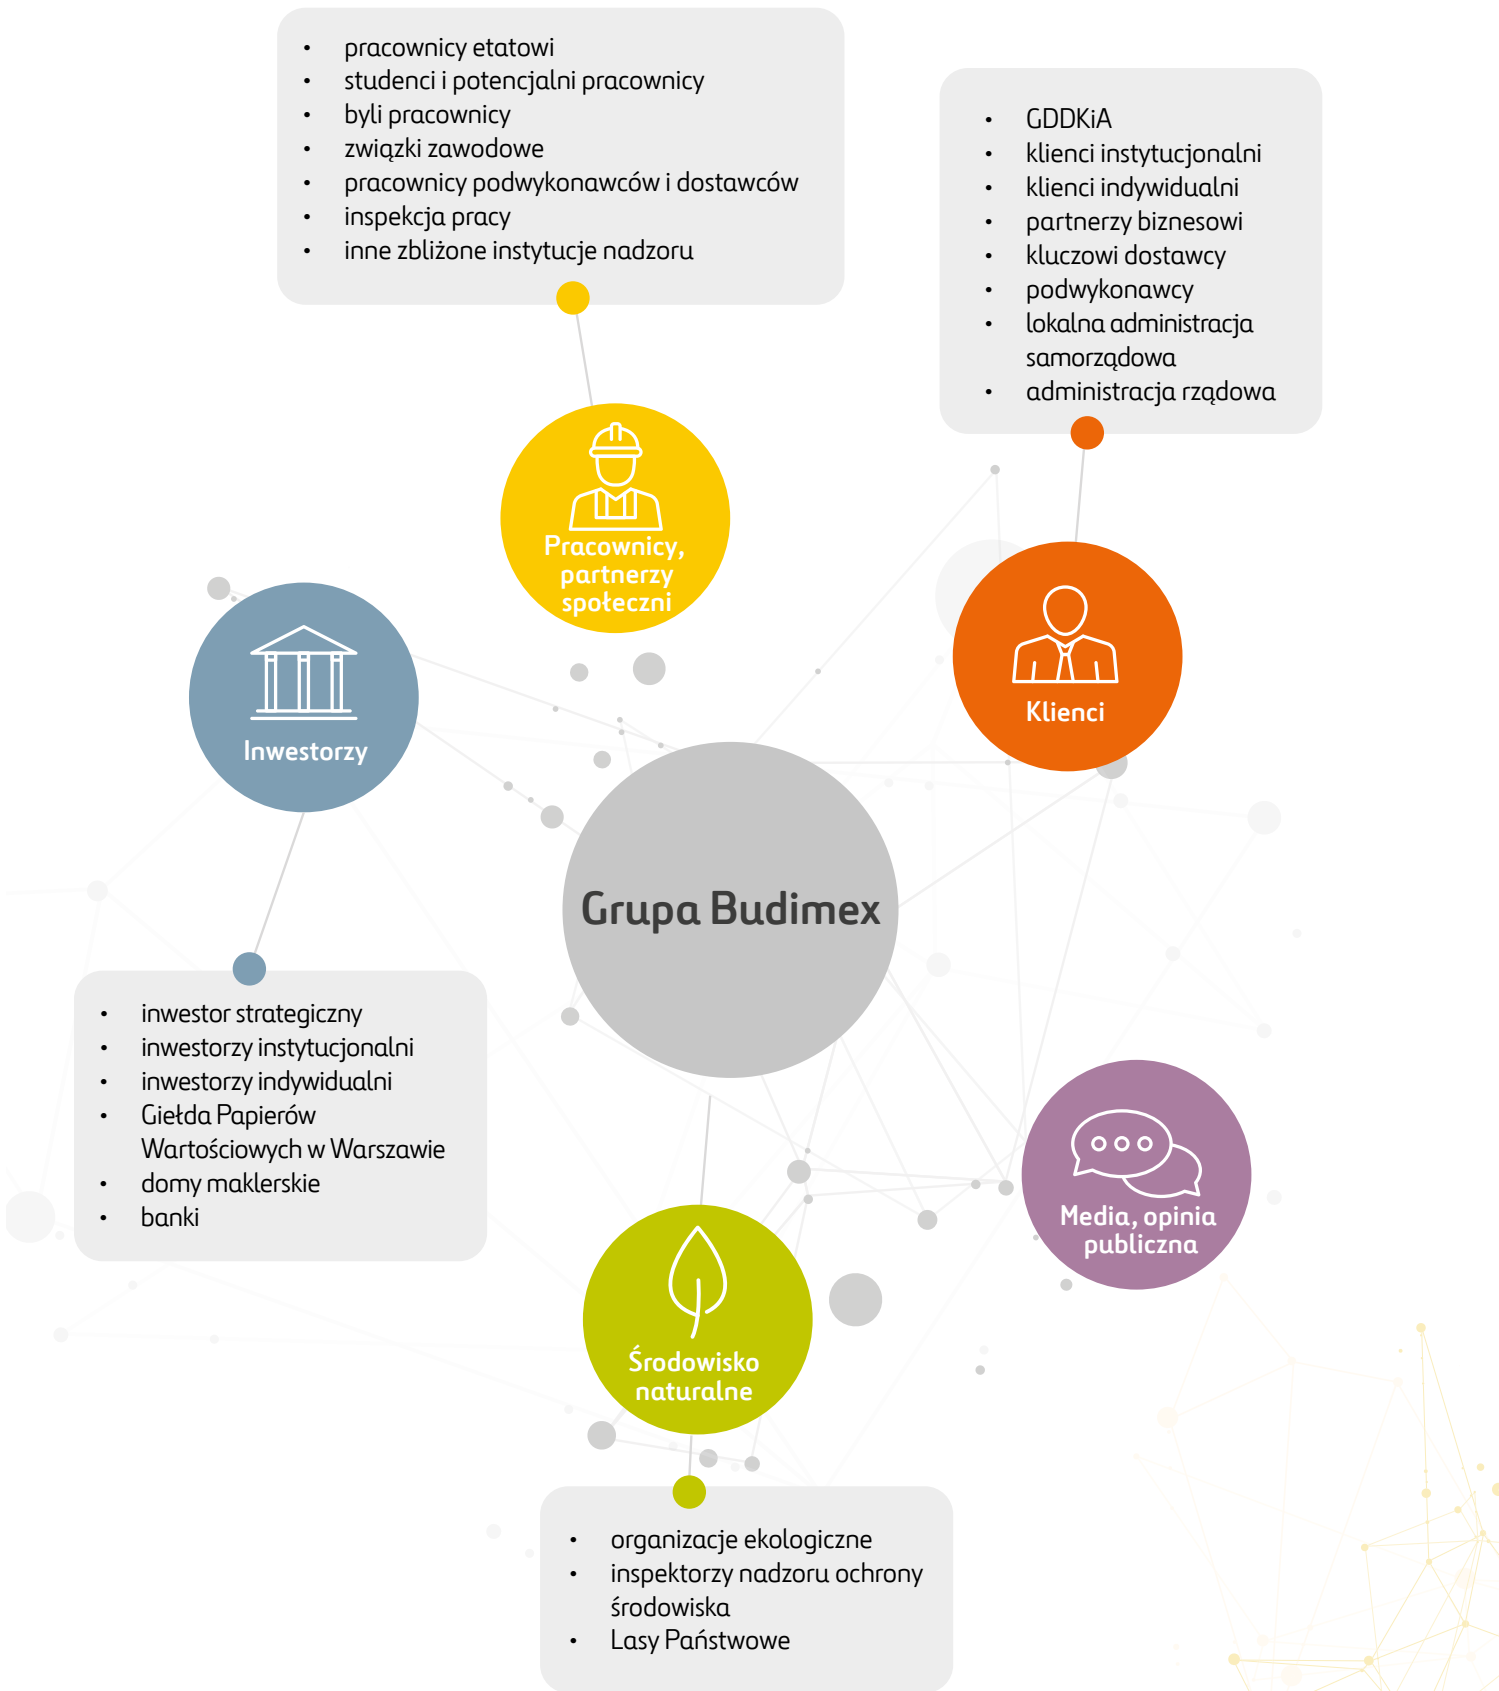 • pracownicy etatowi
• studenci i potencjalni pracownicy
• byli pracownicy
• związki zawodowe
• pracownicy podwykonawców i dostawców
• inspekcja pracy
• inne zbliżone instytucje nadzoru
• GDDKiA
• klienci instytucjonalni
• klienci indywidualni
• partnerzy biznesowi
• kluczowi dostawcy
• podwykonawcy
• lokalna administracja
samorządowa
• administracja rządowa
Pracownicy,
partnerzy
społeczni
Klienci
Inwestorzy
Grupa Budimex
• inwestor strategiczny
• inwestorzy instytucjonalni
• inwestorzy indywidualni
• Giełda Papierów
Wartościowych w Warszawie
• domy maklerskie
• banki
Media, opinia
publiczna
Środowisko
naturalne
• organizacje ekologiczne
• inspektorzy nadzoru ochrony
środowiska
• Lasy Państwowe